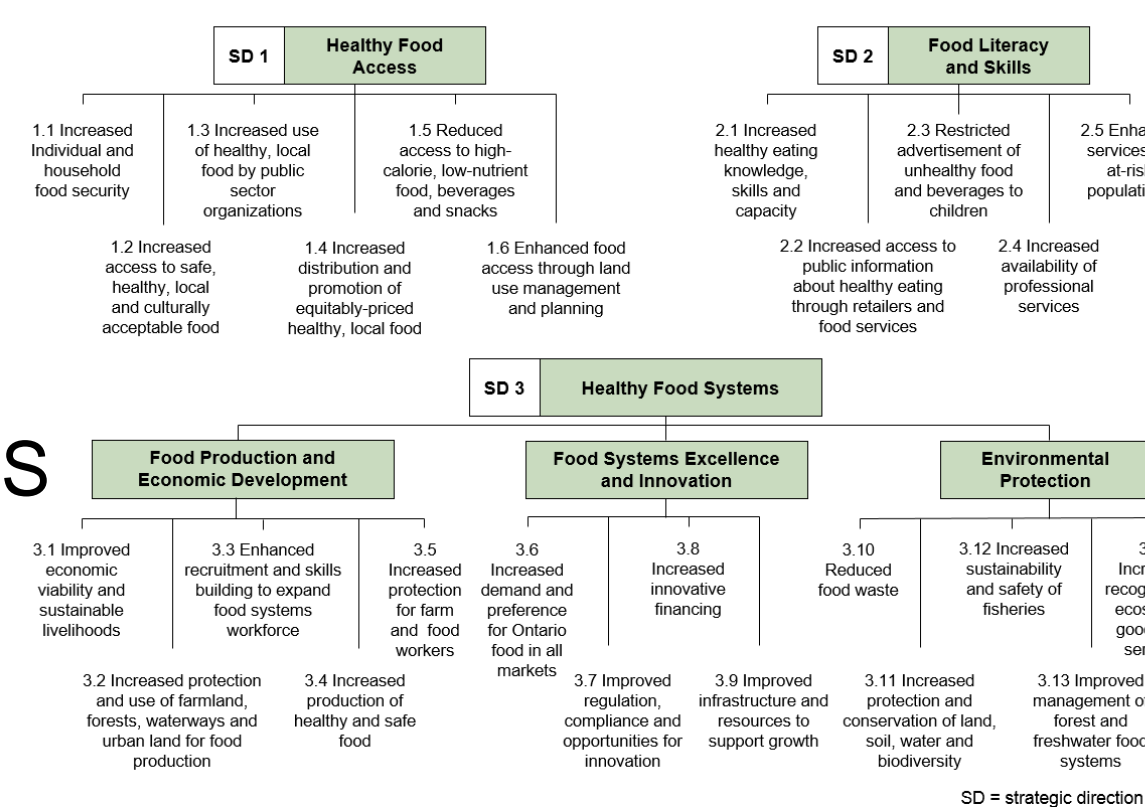 SD 1
Healthy Food
Access
1.1 Increased
Individual and
household
food security
1.2 Increased
access to safe,
healthy, local
and culturally
acceptable food
1.3 Increased use
of healthy, local
food by public
sector
organizations
1.4 Increased
distribution and
promotion of
equitably-priced
healthy, local food
1.5 Reduced
access to high-
calorie, low-nutrient
food, beverages
and snacks
1.6 Enhanced food
access through land
use management
and planning
SD 2
Food Literacy
and Skills
2.1 Increased
healthy eating
knowledge,
skills and
capacity
2.2 Increased access to
public information
about healthy eating
through retailers and
food services
2.3 Restricted
advertisement of
unhealthy food
and beverages to
children
2.4 Increased
availability of
professional
services
2.5
SD 3
Healthy Food Systems
S
Food Production and
Economic Development
3.1 Improved
economic
viability and
sustainable
livelihoods
3.2 Increased protection
and use of farmland,
forests, waterways and
urban land for food
production
3.3 Enhanced
recruitment and skills
building to expand
food systems
workforce
3.4 Increased
production of
healthy and safe
food
3.5
Increased
protection
for farm
and food
workers
Food Systems Excellence
and Innovation
3.6
Increased
demand and
preference
for Ontario
food in all
markets
3.7 Improved
regulation,
compliance and
opportunities for
innovation
3.8
Increased
innovative
financing
3.9 Improved
infrastructure and
resources to
support growth
Environmental
Protection
3.10
Reduced
food waste
3.11 Increased
protection and
conservation of land,
soil, water and
biodiversity
3.12 Increased
sustainability
and safety of
fisheries
3.13 Improved
management
forest and
freshwater
systems
SD = strategic direction